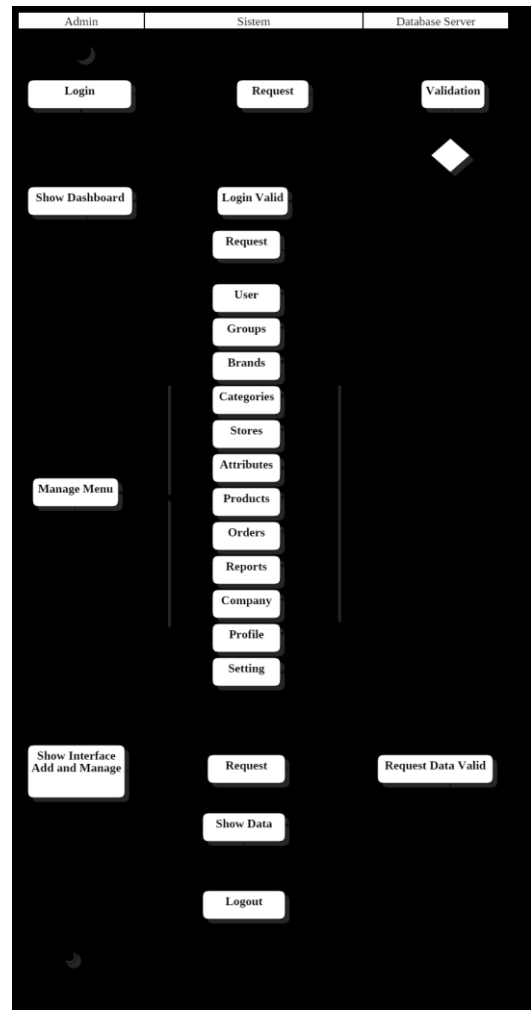 Admin Sistem Database Server
Login Request Validation
Show Dashboard Login Valid
Request
User
Groups
Brands
Categories
Stores
Attributes
Manage Menu
Products
Orders
Reports
Company
Profile
Setting
Show Interface
Add and Manage
Request Request Data Valid
Show Data
Logout